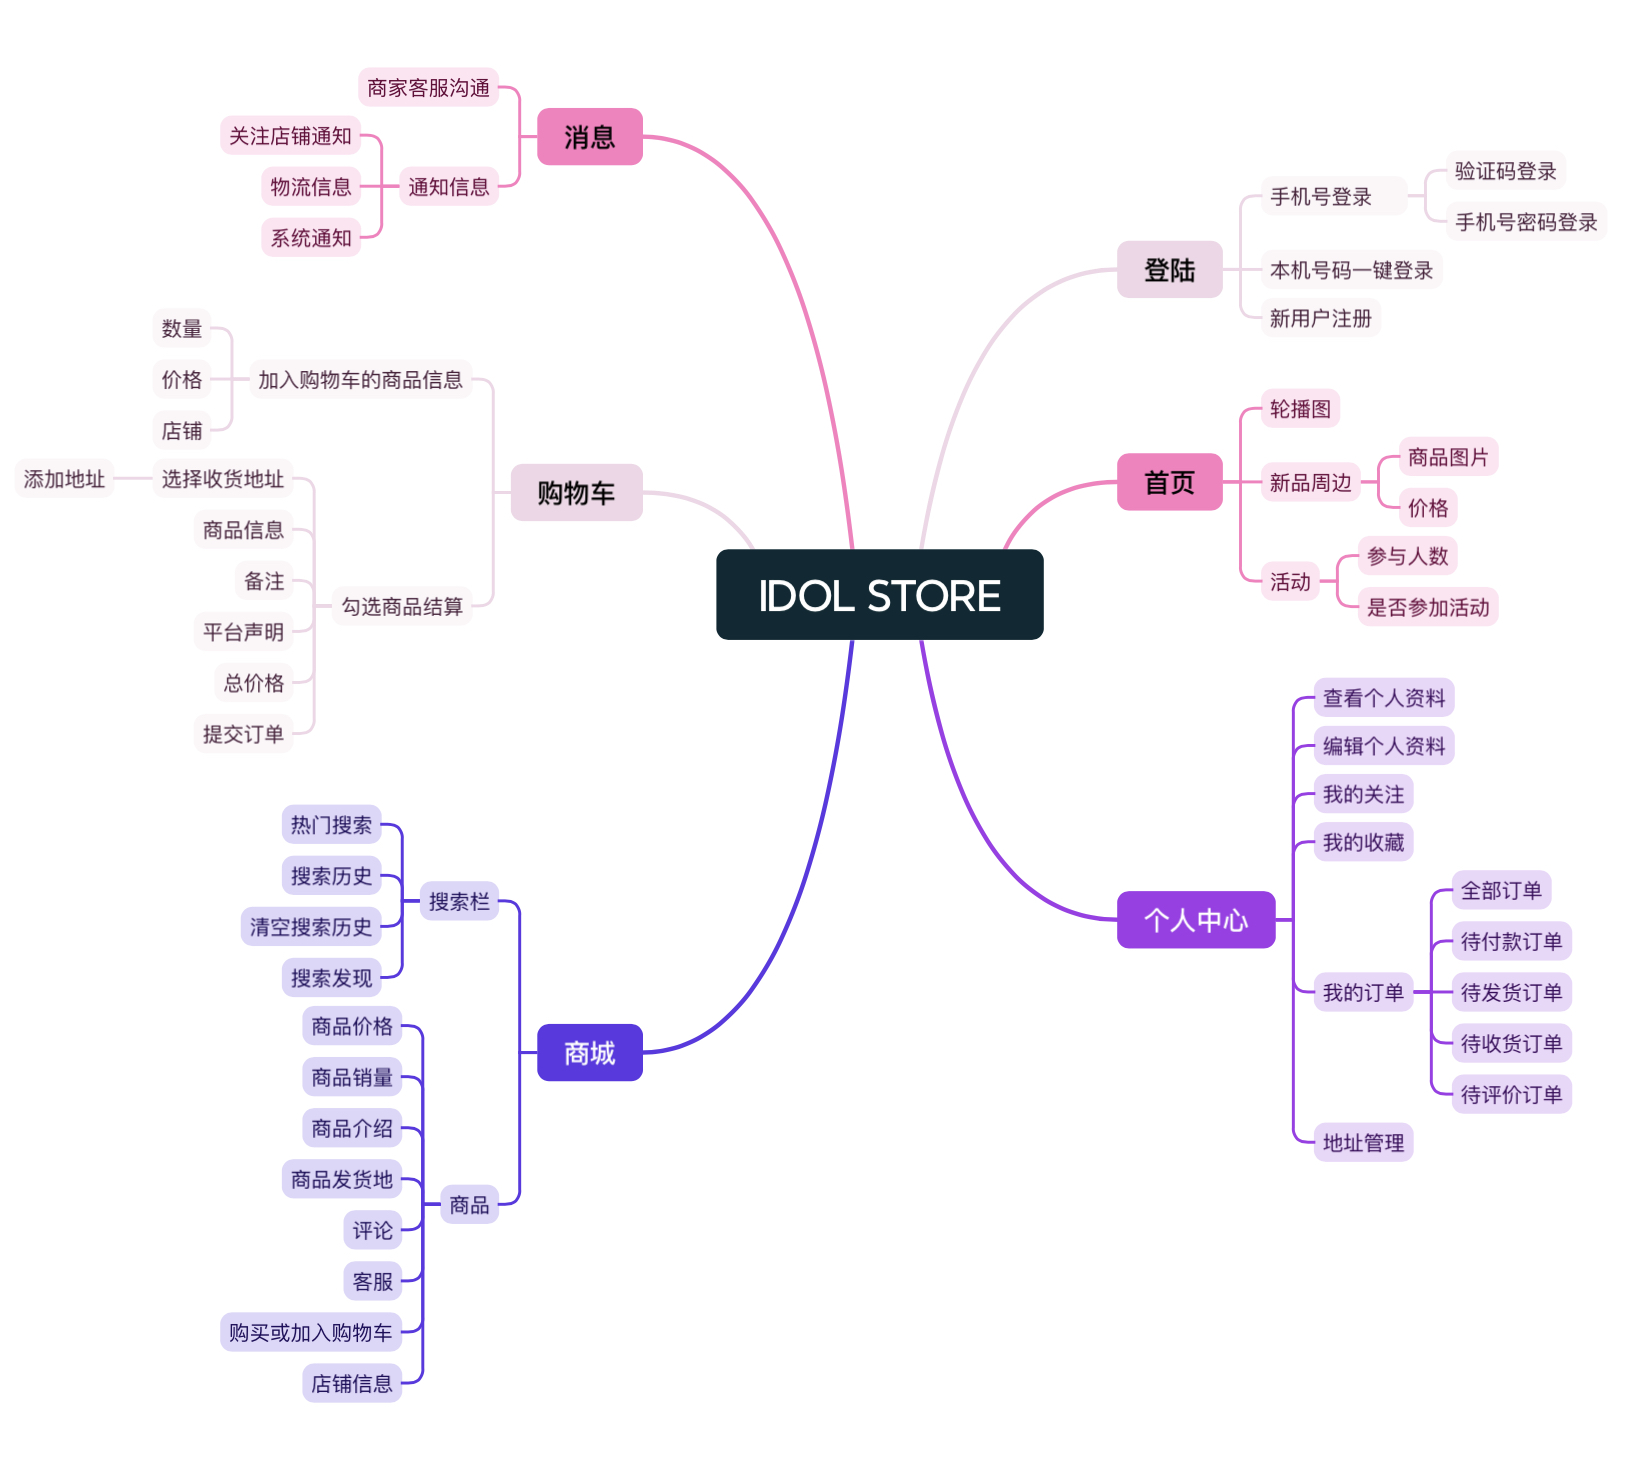 IDOL STORE
登陆
手机号登录
验证码登录
手机号密码登录
本机号码一键登录
新用户注册
首页
轮播图
新品周边
商品图片
价格
活动
参与人数
是否参加活动
个人中心
查看个人资料
编辑个人资料
我的关注
我的收藏
我的订单
全部订单
待付款订单
待发货订单
待收货订单
待评价订单
地址管理
消息
商家客服沟通
通知信息
关注店铺通知
物流信息
系统通知
购物车
加入购物车的商品信息
数量
价格
店铺
勾选商品结算
选择收货地址
添加地址
商品信息
备注
平台声明
总价格
提交订单
商城
搜索栏
热门搜索
搜索历史
清空搜索历史
搜索发现
商品
商品价格
商品销量
商品介绍
商品发货地
评论
客服
购买或加入购物车
店铺信息